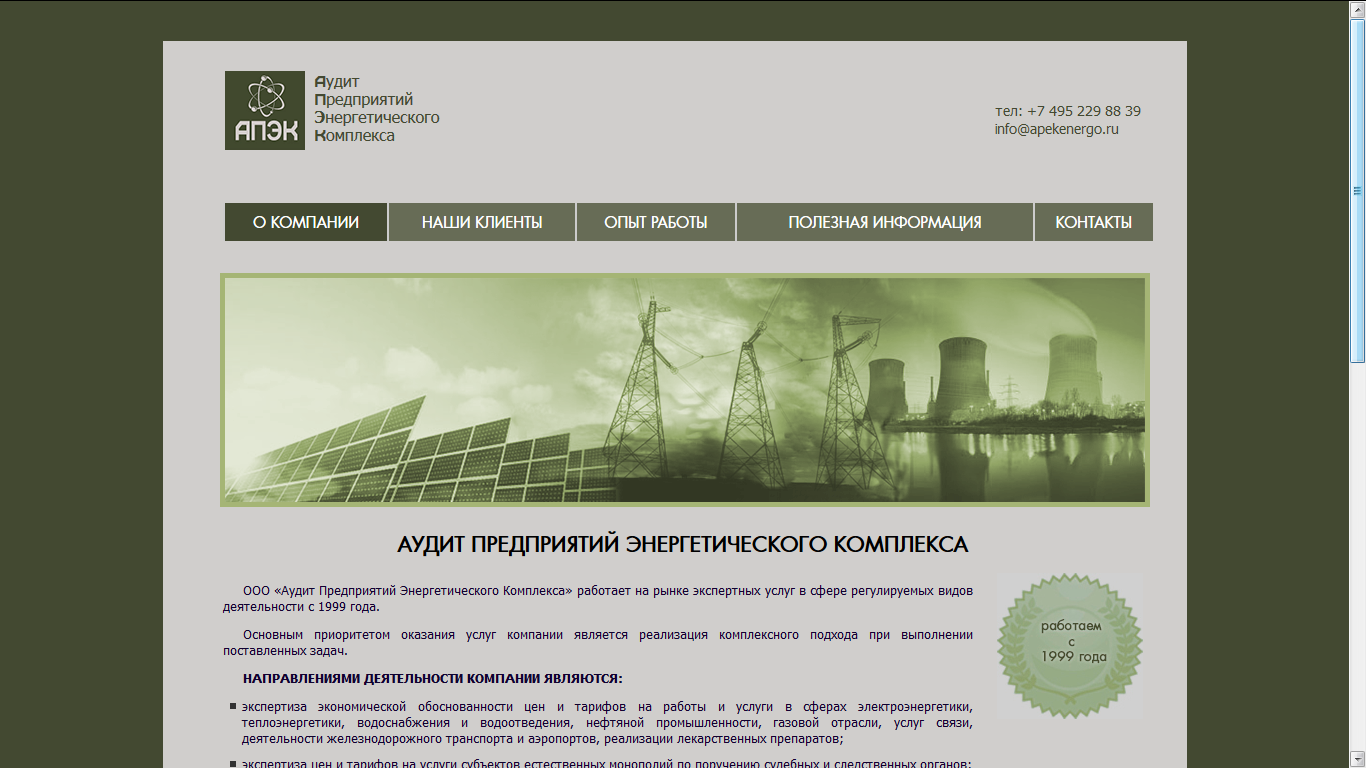 АПЭК
Аудит
Предприятий
Энергетического
Комплекса
тел: +7 495 229 88 39
info@apekenergo.ru
О КОМПАНИИ
НАШИ КЛИЕНТЫ
ОПЫТ РАБОТЫ
ПОЛЕЗНАЯ ИНФОРМАЦИЯ
КОНТАКТЫ
АУДИТ ПРЕДПРИЯТИЙ ЭНЕРГЕТИЧЕСКОГО КОМПЛЕКСА
ООО «Аудит Предприятий Энергетического Комплекса» работает на рынке экспертных услуг в сфере регулируемых видов
деятельности с 1999 года.
Основным приоритетом оказания услуг компании является реализация комплексного подхода при выполнении
поставленных задач.
НАПРАВЛЕНИЯМИ ДЕЯТЕЛЬНОСТИ КОМПАНИИ ЯВЛЯЮТСЯ:
экспертиза экономической обоснованности цен и тарифов на работы и услуги в сферах электроэнергетики,
теплоэнергетики, водоснабжения и водоотведения, нефтяной промышленности, газовой отрасли, услуг связи,
деятельности железнодорожного транспорта и аэропортов, реализации лекарственных препаратов;
экспертиза цен и тарифов на услуги субъектов естественных монополий по поручению судебных и следственных органов;
работаем
с
1999 года